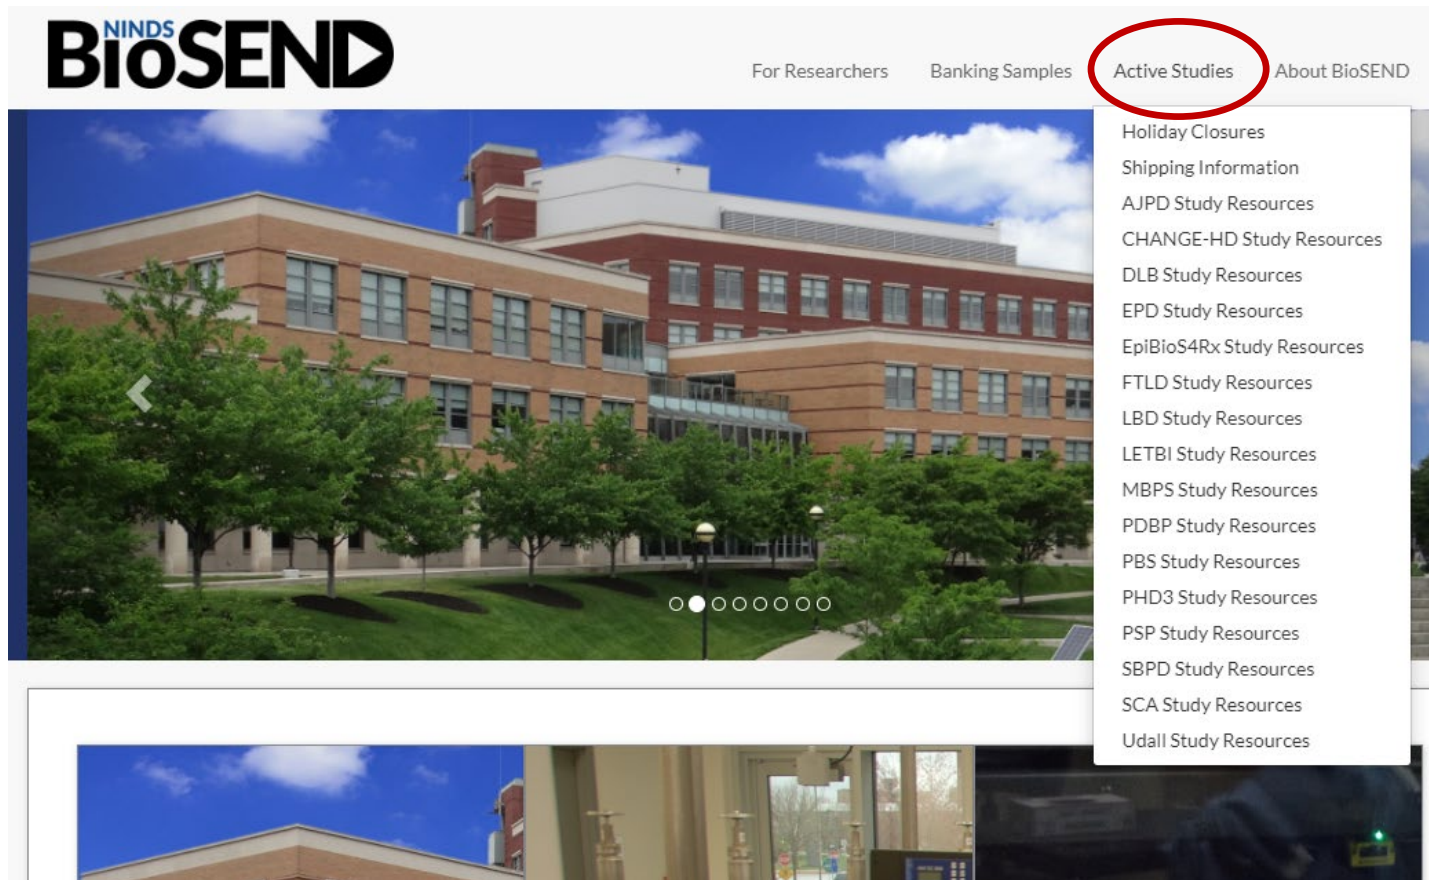 NINDS
BioSEND
For Researchers Banking Samples Active Studies About BioSEND
Holiday Closures
Shipping Information
AJPD Study Resources
CHANGE-HD Study Resources
DLB Study Resources
EPD Study Resources
EpiBioS4Rx Study Resources
FTLD Study Resources
LBD Study Resources
LETBI Study Resources
MBPS Study Resources
PDBP Study Resources
PBS Study Resources
PHD3 Study Resources
PSP Study Resources
SBPD Study Resources
SCA Study Resources
Udall Study Resources